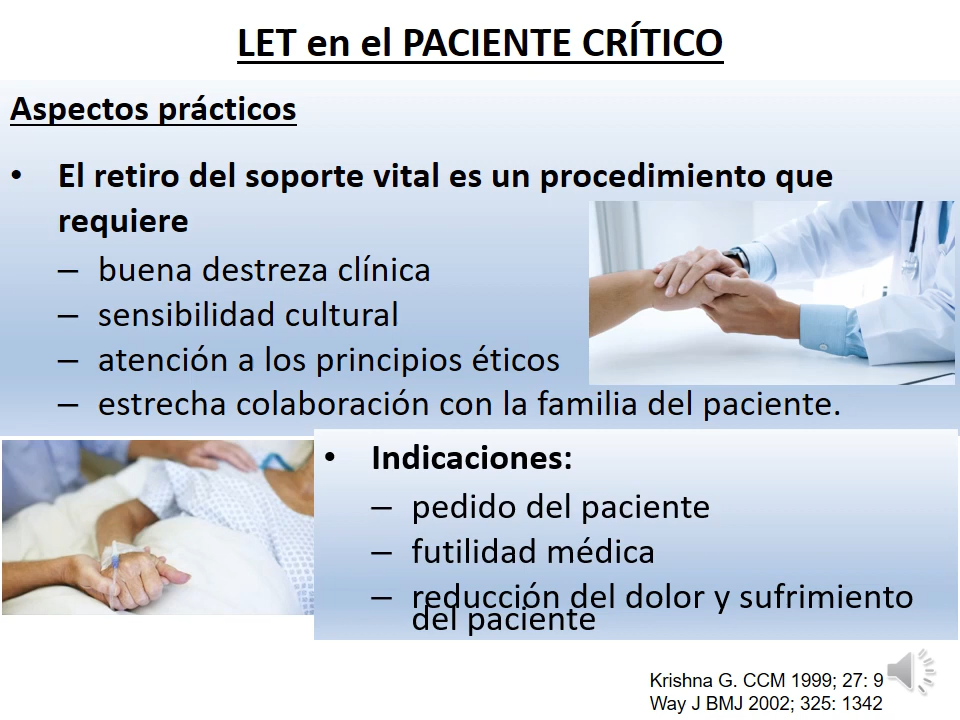 LET en el PACIENTE CRÍTICO
Aspectos prácticos
• El retiro del soporte vital es un procedimiento que
requiere
– buena destreza clínica
– sensibilidad cultural
– atención a los principios éticos
– estrecha colaboración con la familia del paciente.
• Indicaciones:
– pedido del paciente
– futilidad médica
– reducción del dolor y sufrimiento
del paciente
Krishna G. CCM 1999; 27: 9
Way J BMJ 2002; 325: 1342